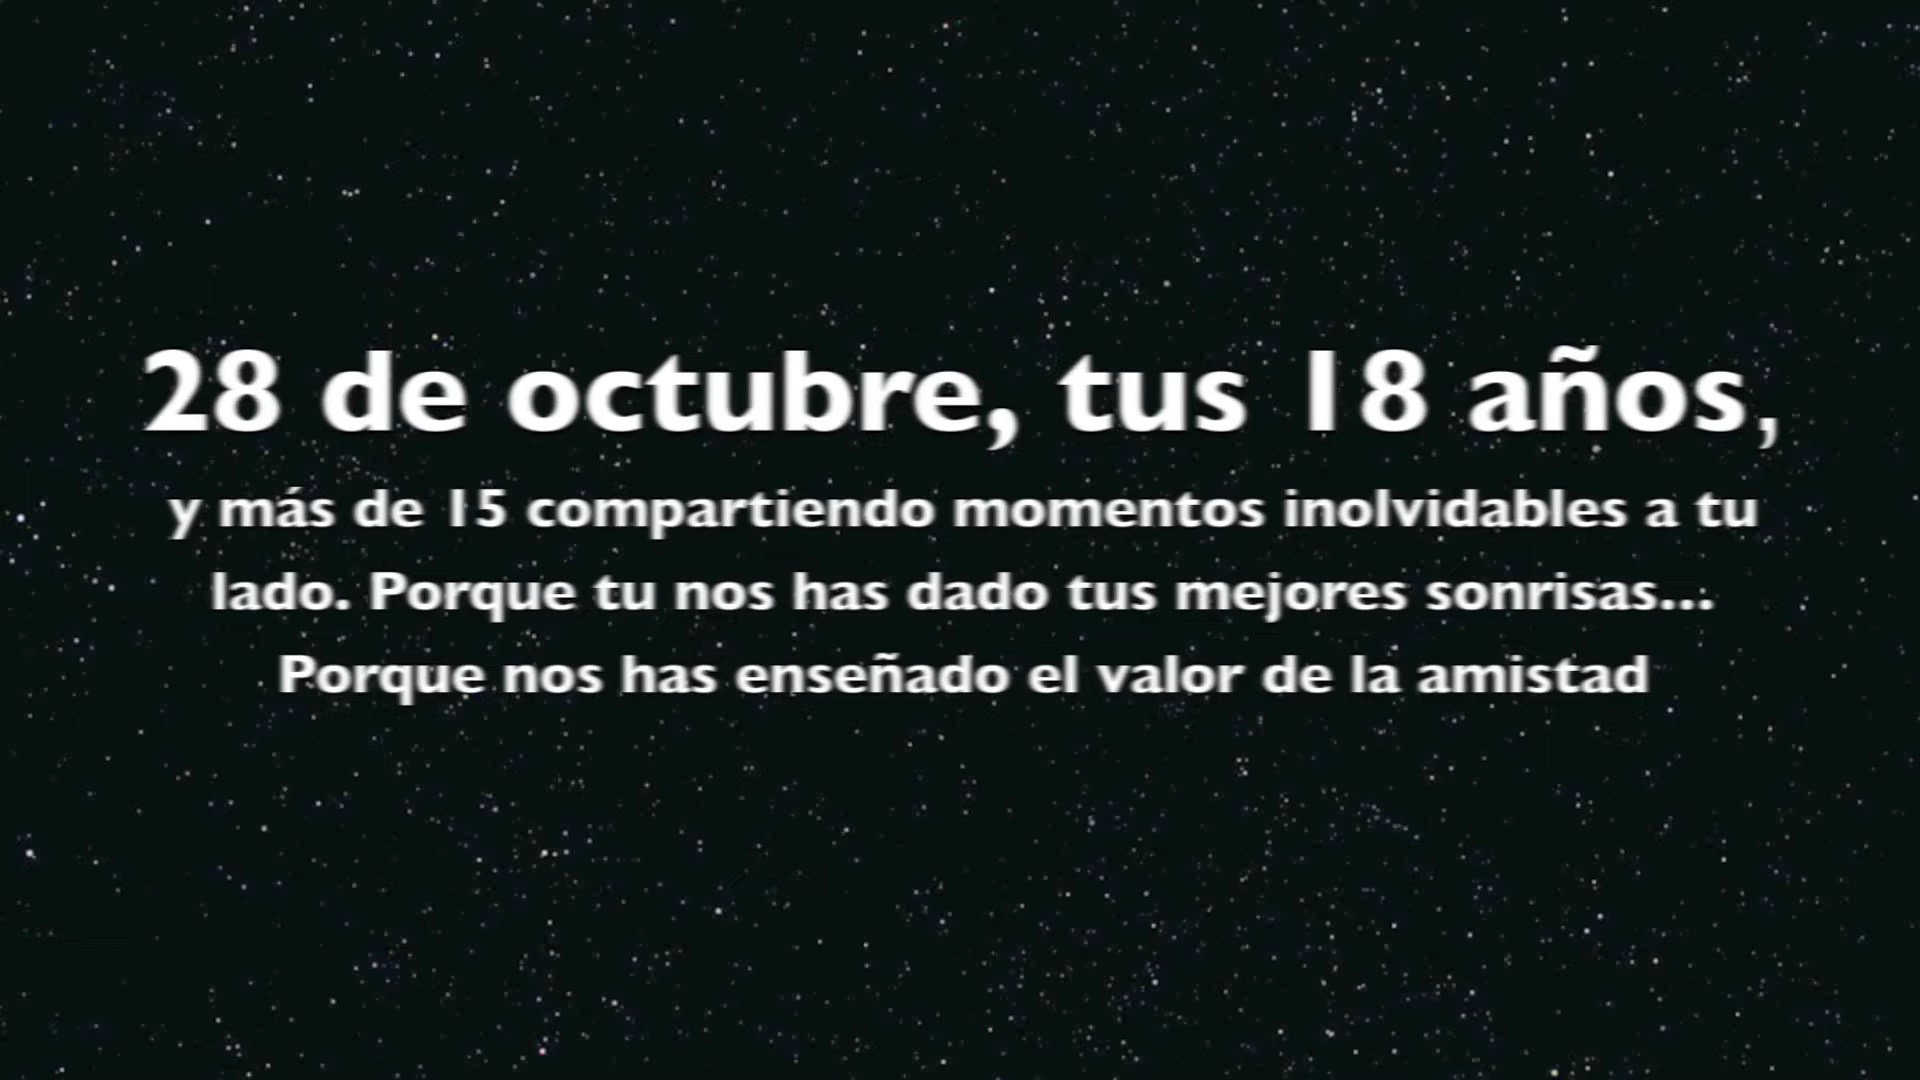 28 de octubre, tus 18 años,
y más de 15 compartiendo momentos inolvidables a tu
lado. Porque tu nos has dado tus mejores sonrisas...
Porque nos has enseñado el valor de la amistad